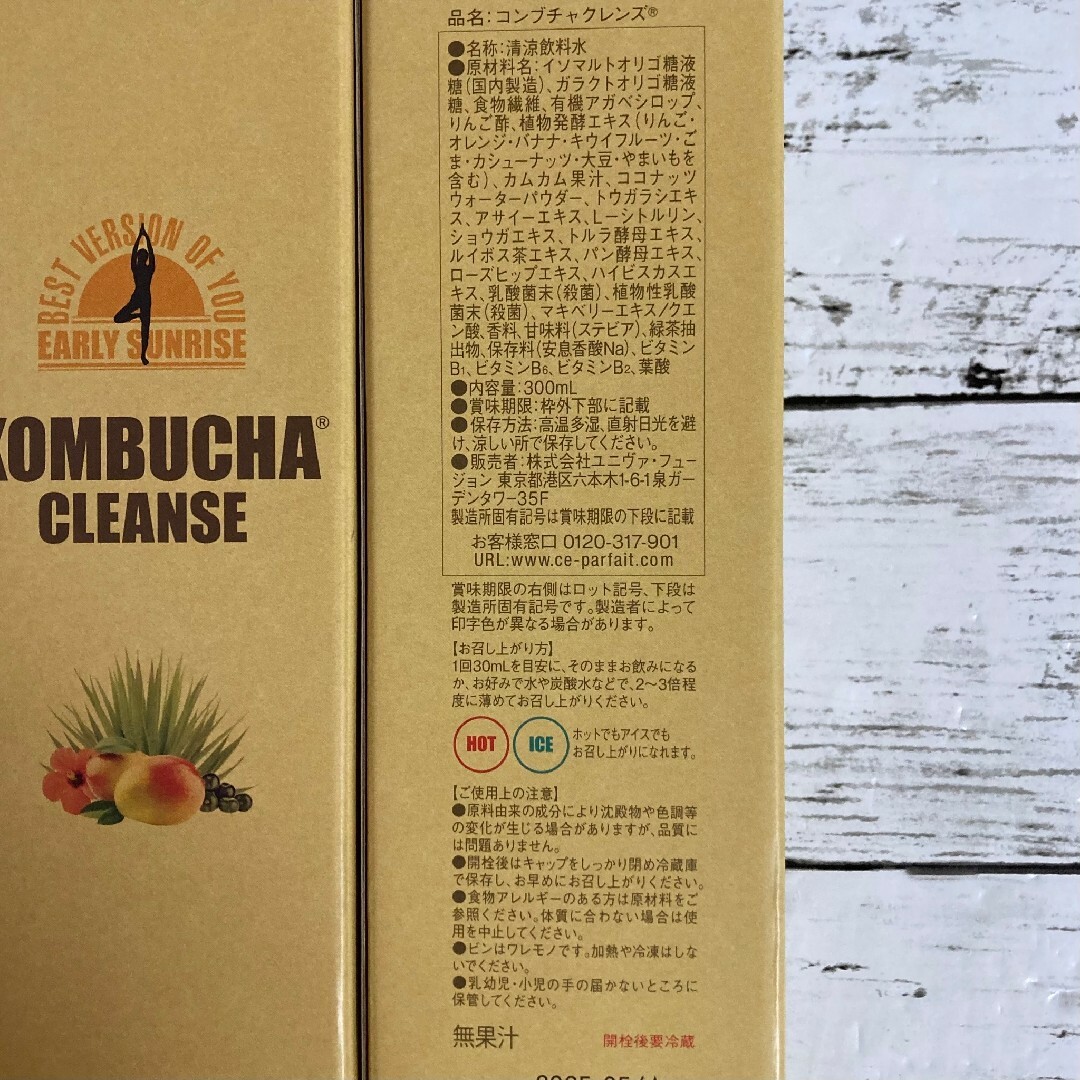 BEST VERSION OF YOU
EARLY SUNRISE
KOMBUCHA®
CLEANSE
品名:コンブチャクレンズ®
●名称:清涼飲料水
●原材料名:イソマルトオリゴ糖液
糖(国内製造)、ガラクトオリゴ糖液
糖、食物繊維、有機アガベシロップ、
りんご酢、植物発酵エキス(りんご・
オレンジ・バナナ・キウイフルーツ・ご
ま・カシューナッツ・大豆・やまいもを
含む)、カムカム果汁、ココナッツ
ウォーターパウダー、トウガラシエキ
ス、アサイーエキス、L－シトルリン、
ショウガエキス、トルラ酵母エキス、
ルイボス茶エキス、パン酵母エキス、
ローズヒップエキス、ハイビスカスエ
キス、乳酸菌末(殺菌)、植物性乳酸
菌末(殺菌)、マキベリーエキス/クエ
ン酸、香料、甘味料(ステビア)、緑茶抽
出物、保存料(安息香酸Na)、ビタミン
B1、ビタミンB6、ビタミンB2、葉酸
●内容量:300mL
●賞味期限:枠外下部に記載
●保存方法:高温多湿、直射日光を避
け、涼しい所で保存してください。
●販売者:株式会社ユニヴァ・フュー
ジョン 東京都港区六本木1-6-1泉ガー
デンタワー35F
製造所固有記号は賞味期限の下段に記載
お客様窓口 0120-317-901
URL:www.ce-parfait.com
賞味期限の右側はロット記号、下段は
製造所固有記号です。製造者によって
印字色が異なる場合があります。
【お召し上がり方】
1回30mLを目安に、そのままお飲みになる
か、お好みで水や炭酸水などで、2～3倍程
度に薄めてお召し上がりください。
HOT ICE ホットでもアイスでも
お召し上がりになれます。
【ご使用上の注意】
●原料由来の成分により沈殿物や色調等
の変化が生じる場合がありますが、品質に
は問題ありません。
●開栓後はキャップをしっかり閉め冷蔵庫
で保存し、お早めにお召し上がりください。
●食物アレルギーのある方は原材料をご
参照ください。体質に合わない場合は使
用を中止してください。
●ビンはワレモノです。加熱や冷凍はしな
いでください。
●乳幼児・小児の手の届かないところに
保管してください。
無果汁 開栓後要冷蔵